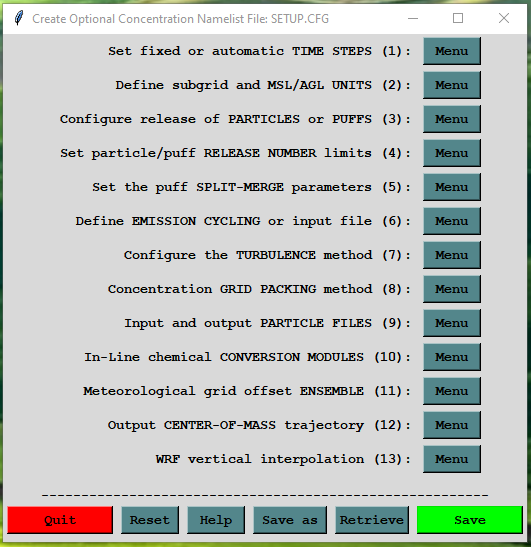 Create Optional Concentration Namelist File: SETUP.CFG
Set fixed or automatic TIME STEPS (1): Menu
Define subgrid and MSL/AGL UNITS (2): Menu
Configure release of PARTICLES or PUFFS (3): Menu
Set particle/puff RELEASE NUMBER limits (4): Menu
Set the puff SPLIT-MERGE parameters (5): Menu
Define EMISSION CYCLING or input file (6): Menu
Configure the TURBULENCE method (7): Menu
Concentration GRID PACKING method (8): Menu
Input and output PARTICLE FILES (9): Menu
In-Line chemical CONVERSION MODULES (10): Menu
Meteorological grid offset ENSEMBLE (11): Menu
Output CENTER-OF-MASS trajectory (12): Menu
WRF vertical interpolation (13): Menu
Quit Reset Help Save as Retrieve Save